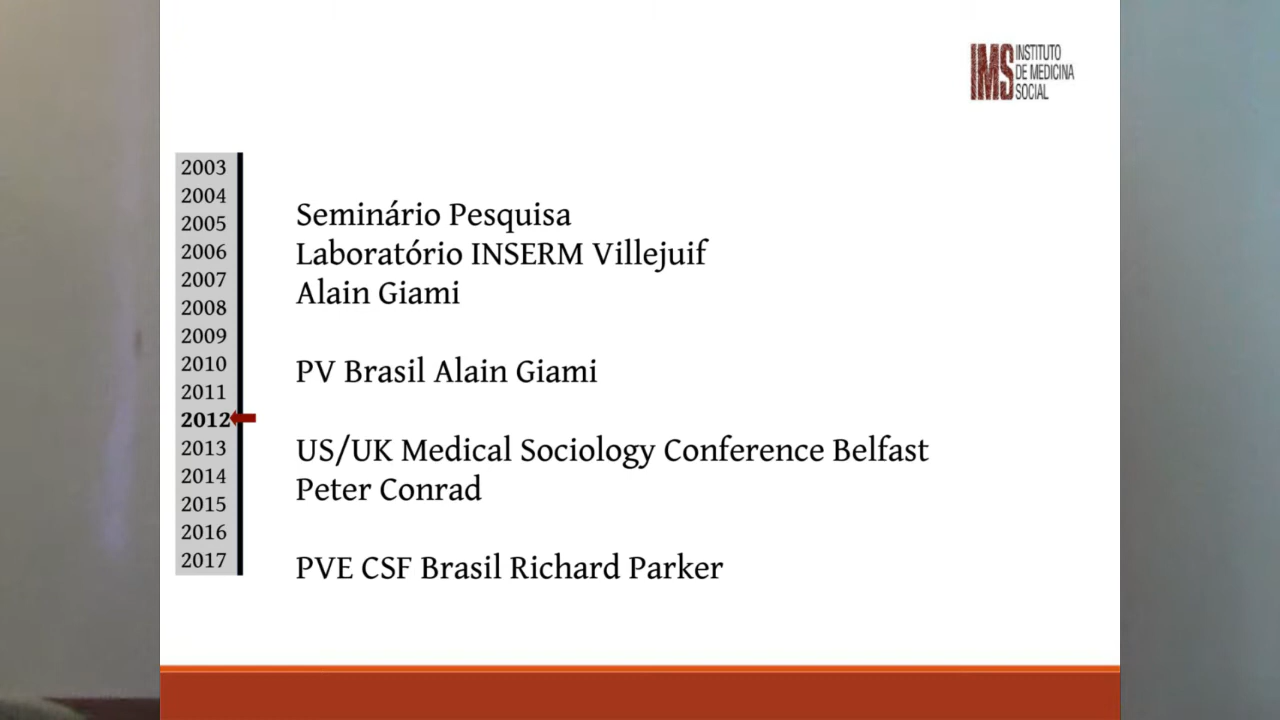 IMS
INSTITUTO
DE MEDICINA
SOCIAL
2003
2004
2005
2006
2007
2008
2009
2010
2011
2012
2013
2014
2015
2016
2017
Seminário Pesquisa
Laboratório INSERM Villejuif
Alain Giami
PV Brasil Alain Giami
US/UK Medical Sociology Conference Belfast
Peter Conrad
PVE CSF Brasil Richard Parker